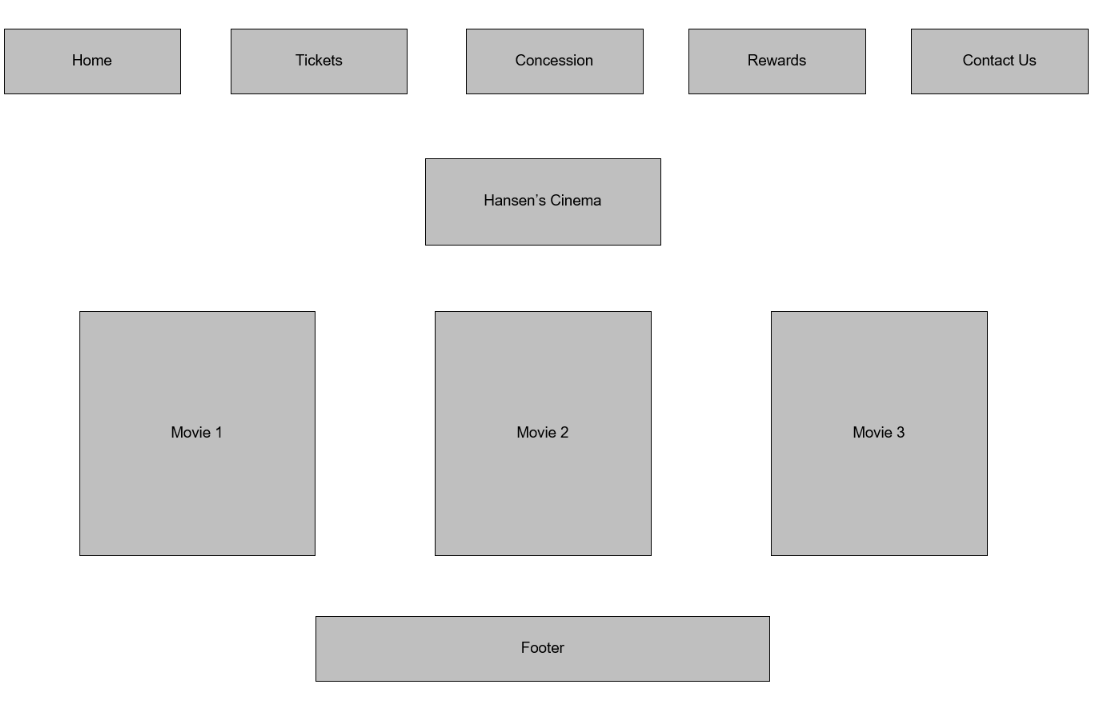 Home
Tickets
Concession
Rewards
Contact Us
Hansen’s Cinema
Movie 1
Movie 2
Movie 3
Footer